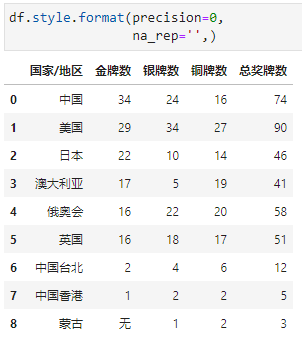 df.style.format(precision=0,
na_rep='',)
国家/地区 金牌数 银牌数 铜牌数 总奖牌数
0 中国 34 24 16 74
1 美国 29 34 27 90
2 日本 22 10 14 46
3 澳大利亚 17 5 19 41
4 俄奥会 16 22 20 58
5 英国 16 18 17 51
6 中国台北 2 4 6 12
7 中国香港 1 2 2 5
8 蒙古 无 1 2 3